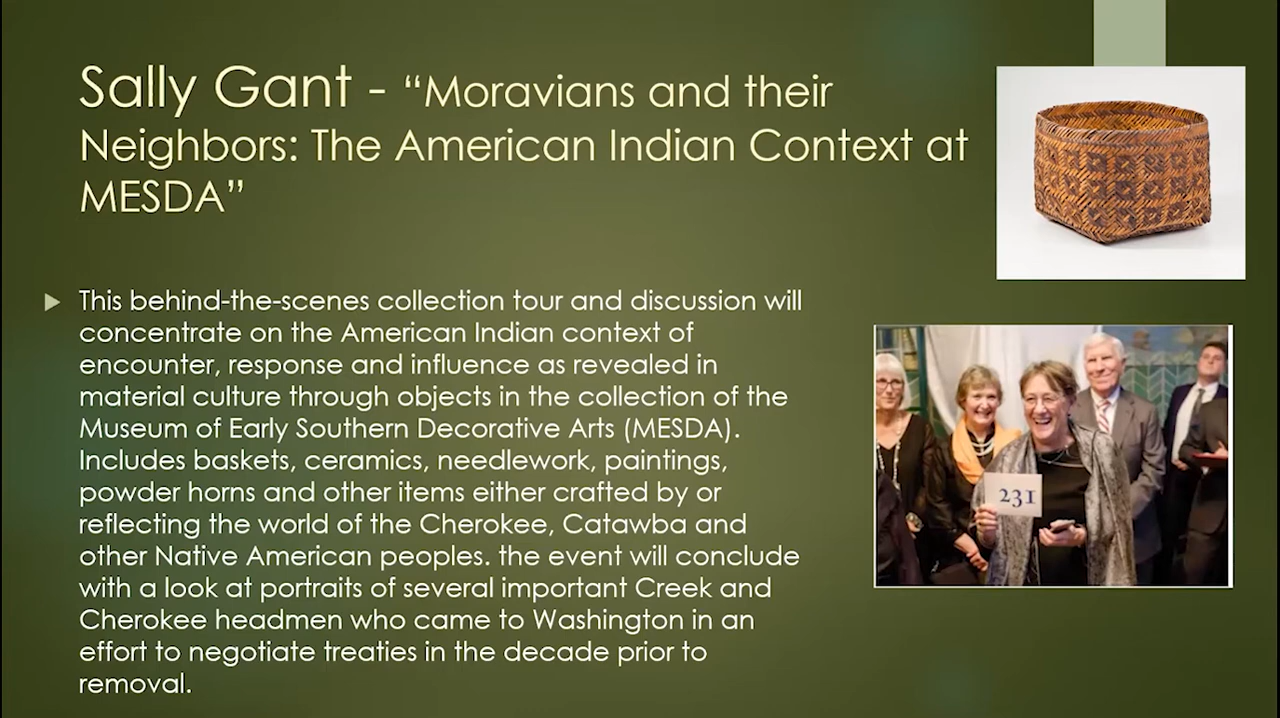 Sally Gant - “Moravians and their
Neighbors: The American Indian Context at
MESDA”
This behind-the-scenes collection tour and discussion will
concentrate on the American Indian context of
encounter, response and influence as revealed in
material culture through objects in the collection of the
Museum of Early Southern Decorative Arts (MESDA).
Includes baskets, ceramics, needlework, paintings,
powder horns and other items either crafted by or
reflecting the world of the Cherokee, Catawba and
other Native American peoples. the event will conclude
with a look at portraits of several important Creek and
Cherokee headmen who came to Washington in an
effort to negotiate treaties in the decade prior to
removal.
231